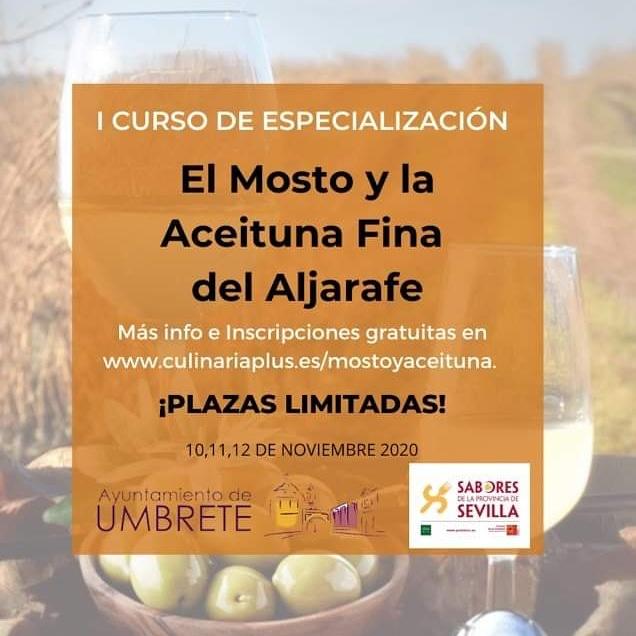 I CURSO DE ESPECIALIZACIÓN
El Mosto y la
Aceituna Fina
del Aljarafe
Más info e Inscripciones gratuitas en
www.culinariaplus.es/mostoyaceituna.
¡PLAZAS LIMITADAS!
10,11,12 DE NOVIEMBRE 2020
Ayuntamiento de
UMBRETE
SABORES
DE LA PROVINCIA DE
SEVILLA